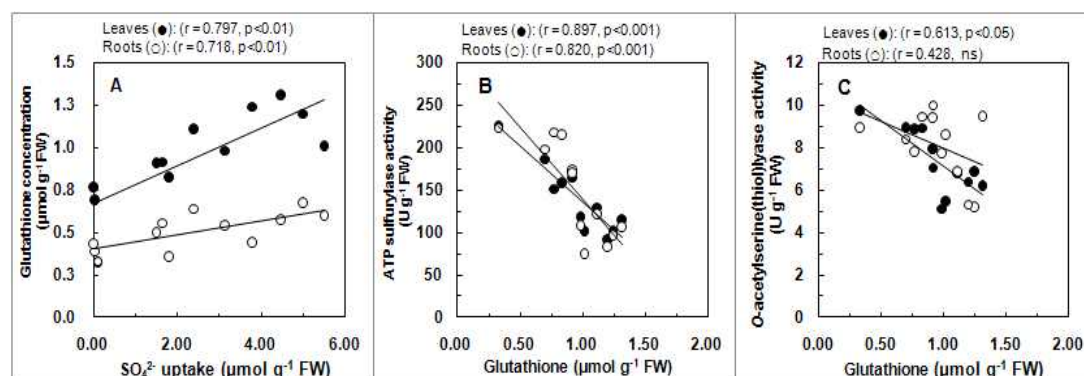 Leaves (●): (r = 0.797, p<0.01)
Roots (○): (r = 0.718, p<0.01)
A
1.5
1.3
1.0
0.8
0.5
0.3
0.0
Glutathione concentration
(µmol g⁻¹ FW)
0.00 2.00 4.00 6.00
SO₄²⁻ uptake (µmol g⁻¹ FW)
Leaves (●): (r = 0.897, p<0.001)
Roots (○): (r = 0.820, p<0.001)
B
300
250
200
150
100
50
ATP sulfurylase activity
(U g⁻¹ FW)
0.00 0.50 1.00 1.50 2.00
Glutathione (µmol g⁻¹ FW)
Leaves (●): (r = 0.613, p<0.05)
Roots (○): (r = 0.428, ns)
C
12
10
8
6
4
2
0
O-acetylserine(thiol)lyase activity
(U g⁻¹ FW)
0.00 0.50 1.00 1.50 2.00
Glutathione (µmol g⁻¹ FW)